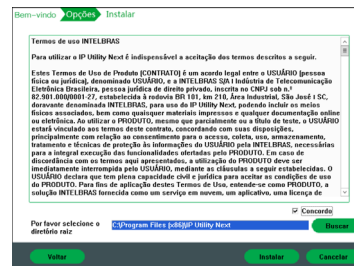 Bem-vindo Opções Instalar
Termos de uso INTELBRAS
Para utilizar o IP Utility Next é indispensável a aceitação dos termos descritos a seguir.
Estes Termos de Uso de Produto [CONTRATO] é um acordo legal entre o USUÁRIO [pessoa
física ou jurídica], denominado USUÁRIO, e a INTELBRAS S/A I Indústria de Telecomunicação
Eletrônica Brasileira, pessoa jurídica de direito privado, inscrita no CNPJ sob n.º
82.901.000/0001-27, estabelecida à rodovia BR 101, km 210, Área Industrial, São José I SC,
doravante denominada INTELBRAS, para uso do IP Utility Next, podendo incluir os meios
físicos associados, bem como quaisquer materiais impressos e qualquer documentação online
ou eletrônica. Ao utilizar o PRODUTO, mesmo que parcialmente ou a título de teste, o USUÁRIO
estará vinculado aos termos deste contrato, concordando com suas disposições,
principalmente com relação ao consentimento para o acesso, coleta, uso, armazenamento,
tratamento e técnicas de proteção às informações do USUÁRIO pela INTELBRAS, necessárias
para a integral execução das funcionalidades ofertadas pelo PRODUTO. Em caso de
discordância com os termos aqui apresentados, a utilização do PRODUTO deve ser
imediatamente interrompida pelo USUÁRIO, mediante as cláusulas a seguir estabelecidas. O
USUÁRIO declara que tem plena capacidade civil e jurídica para aceitar as condições de uso
do PRODUTO. Para fins de aplicação destes Termos de Uso, entende-se como PRODUTO, a
solução INTELBRAS fornecida como um serviço em nuvem, um aplicativo, uma licença de
Concordo
Por favor selecione o
diretório raiz
C:\Program Files (x86)\IP Utility Next
Buscar
Voltar Instalar Cancelar